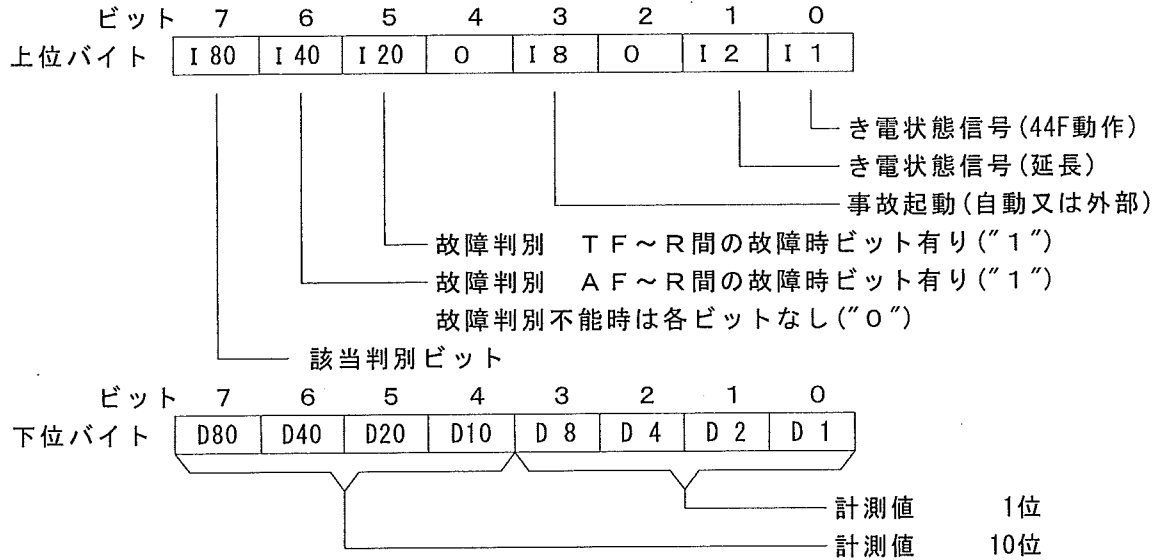 ビット 7 6 5 4 3 2 1 0
上位バイト I 80 I 40 I 20 0 I 8 0 I 2 I 1
き電状態信号(44F動作)
き電状態信号(延長)
事故起動(自動又は外部)
故障判別 TF~R間の故障時ビット有り("1")
故障判別 AF~R間の故障時ビット有り("1")
故障判別不能時は各ビットなし("0")
該当判別ビット
ビット 7 6 5 4 3 2 1 0
下位バイト D80 D40 D20 D10 D 8 D 4 D 2 D 1
計測値 1位
計測値 10位